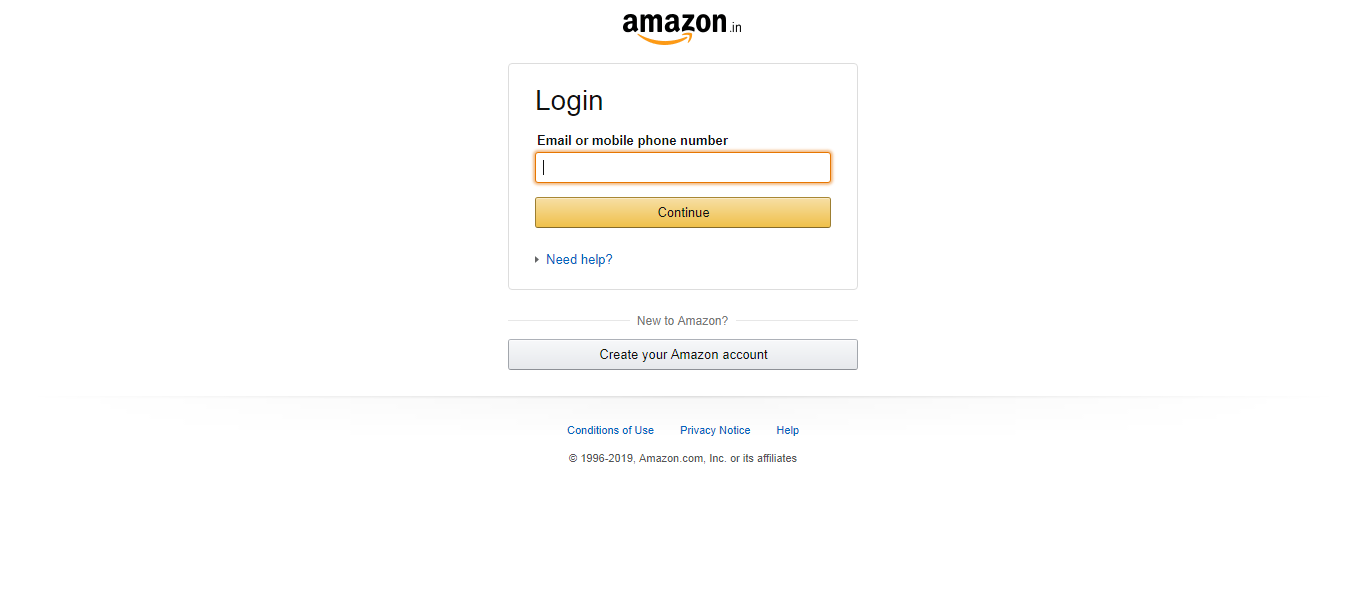 amazon.in
Login
Email or mobile phone number
Continue
Need help?
New to Amazon?
Create your Amazon account
Conditions of Use Privacy Notice Help
© 1996-2019, Amazon.com, Inc. or its affiliates